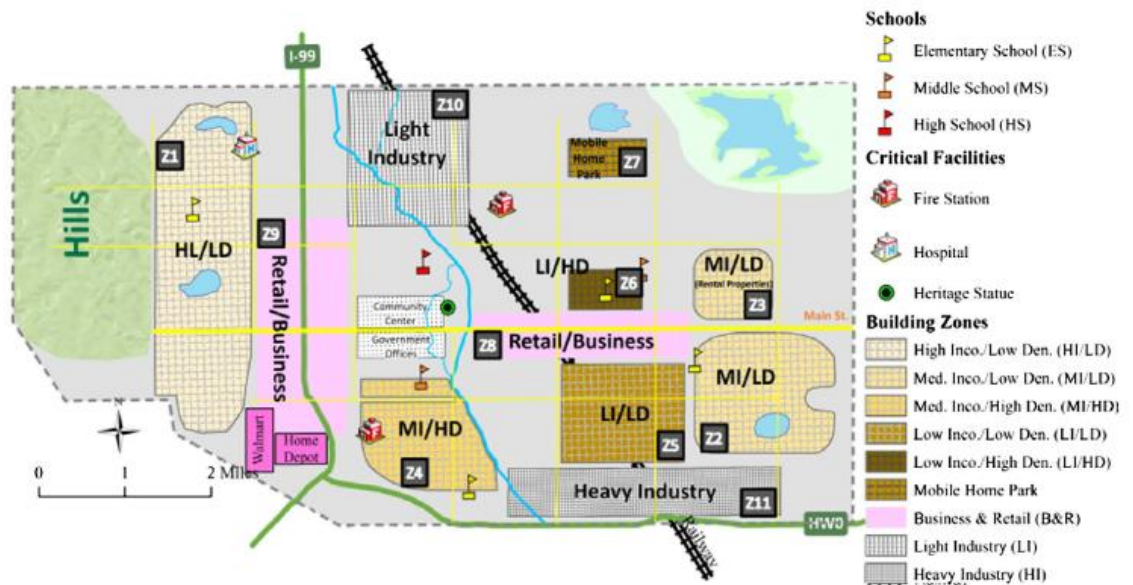 I-99
Z10
Light
Industry
Z1
Mobile
Home
Park
Z7
Hills
HL/LD
Z9
Retail/Business
LI/HD
Z6
MI/LD
(Rental Properties)
Z3
Community
Center
Government
Offices
Main St.
Z8
Retail/Business
MI/LD
Z2
LI/LD
Z5
MI/HD
Z4
Walmart
Home
Depot
N
0 1 2 Miles
Heavy Industry
Z11
HW0
Railway
Schools
Elementary School (ES)
Middle School (MS)
High School (HS)
Critical Facilities
Fire Station
Hospital
Heritage Statue
Building Zones
High Inco./Low Den. (HI/LD)
Med. Inco./Low Den. (MI/LD)
Med. Inco./High Den. (MI/HD)
Low Inco./Low Den. (LI/LD)
Low Inco./High Den. (LI/HD)
Mobile Home Park
Business & Retail (B&R)
Light Industry (LI)
Heavy Industry (HI)